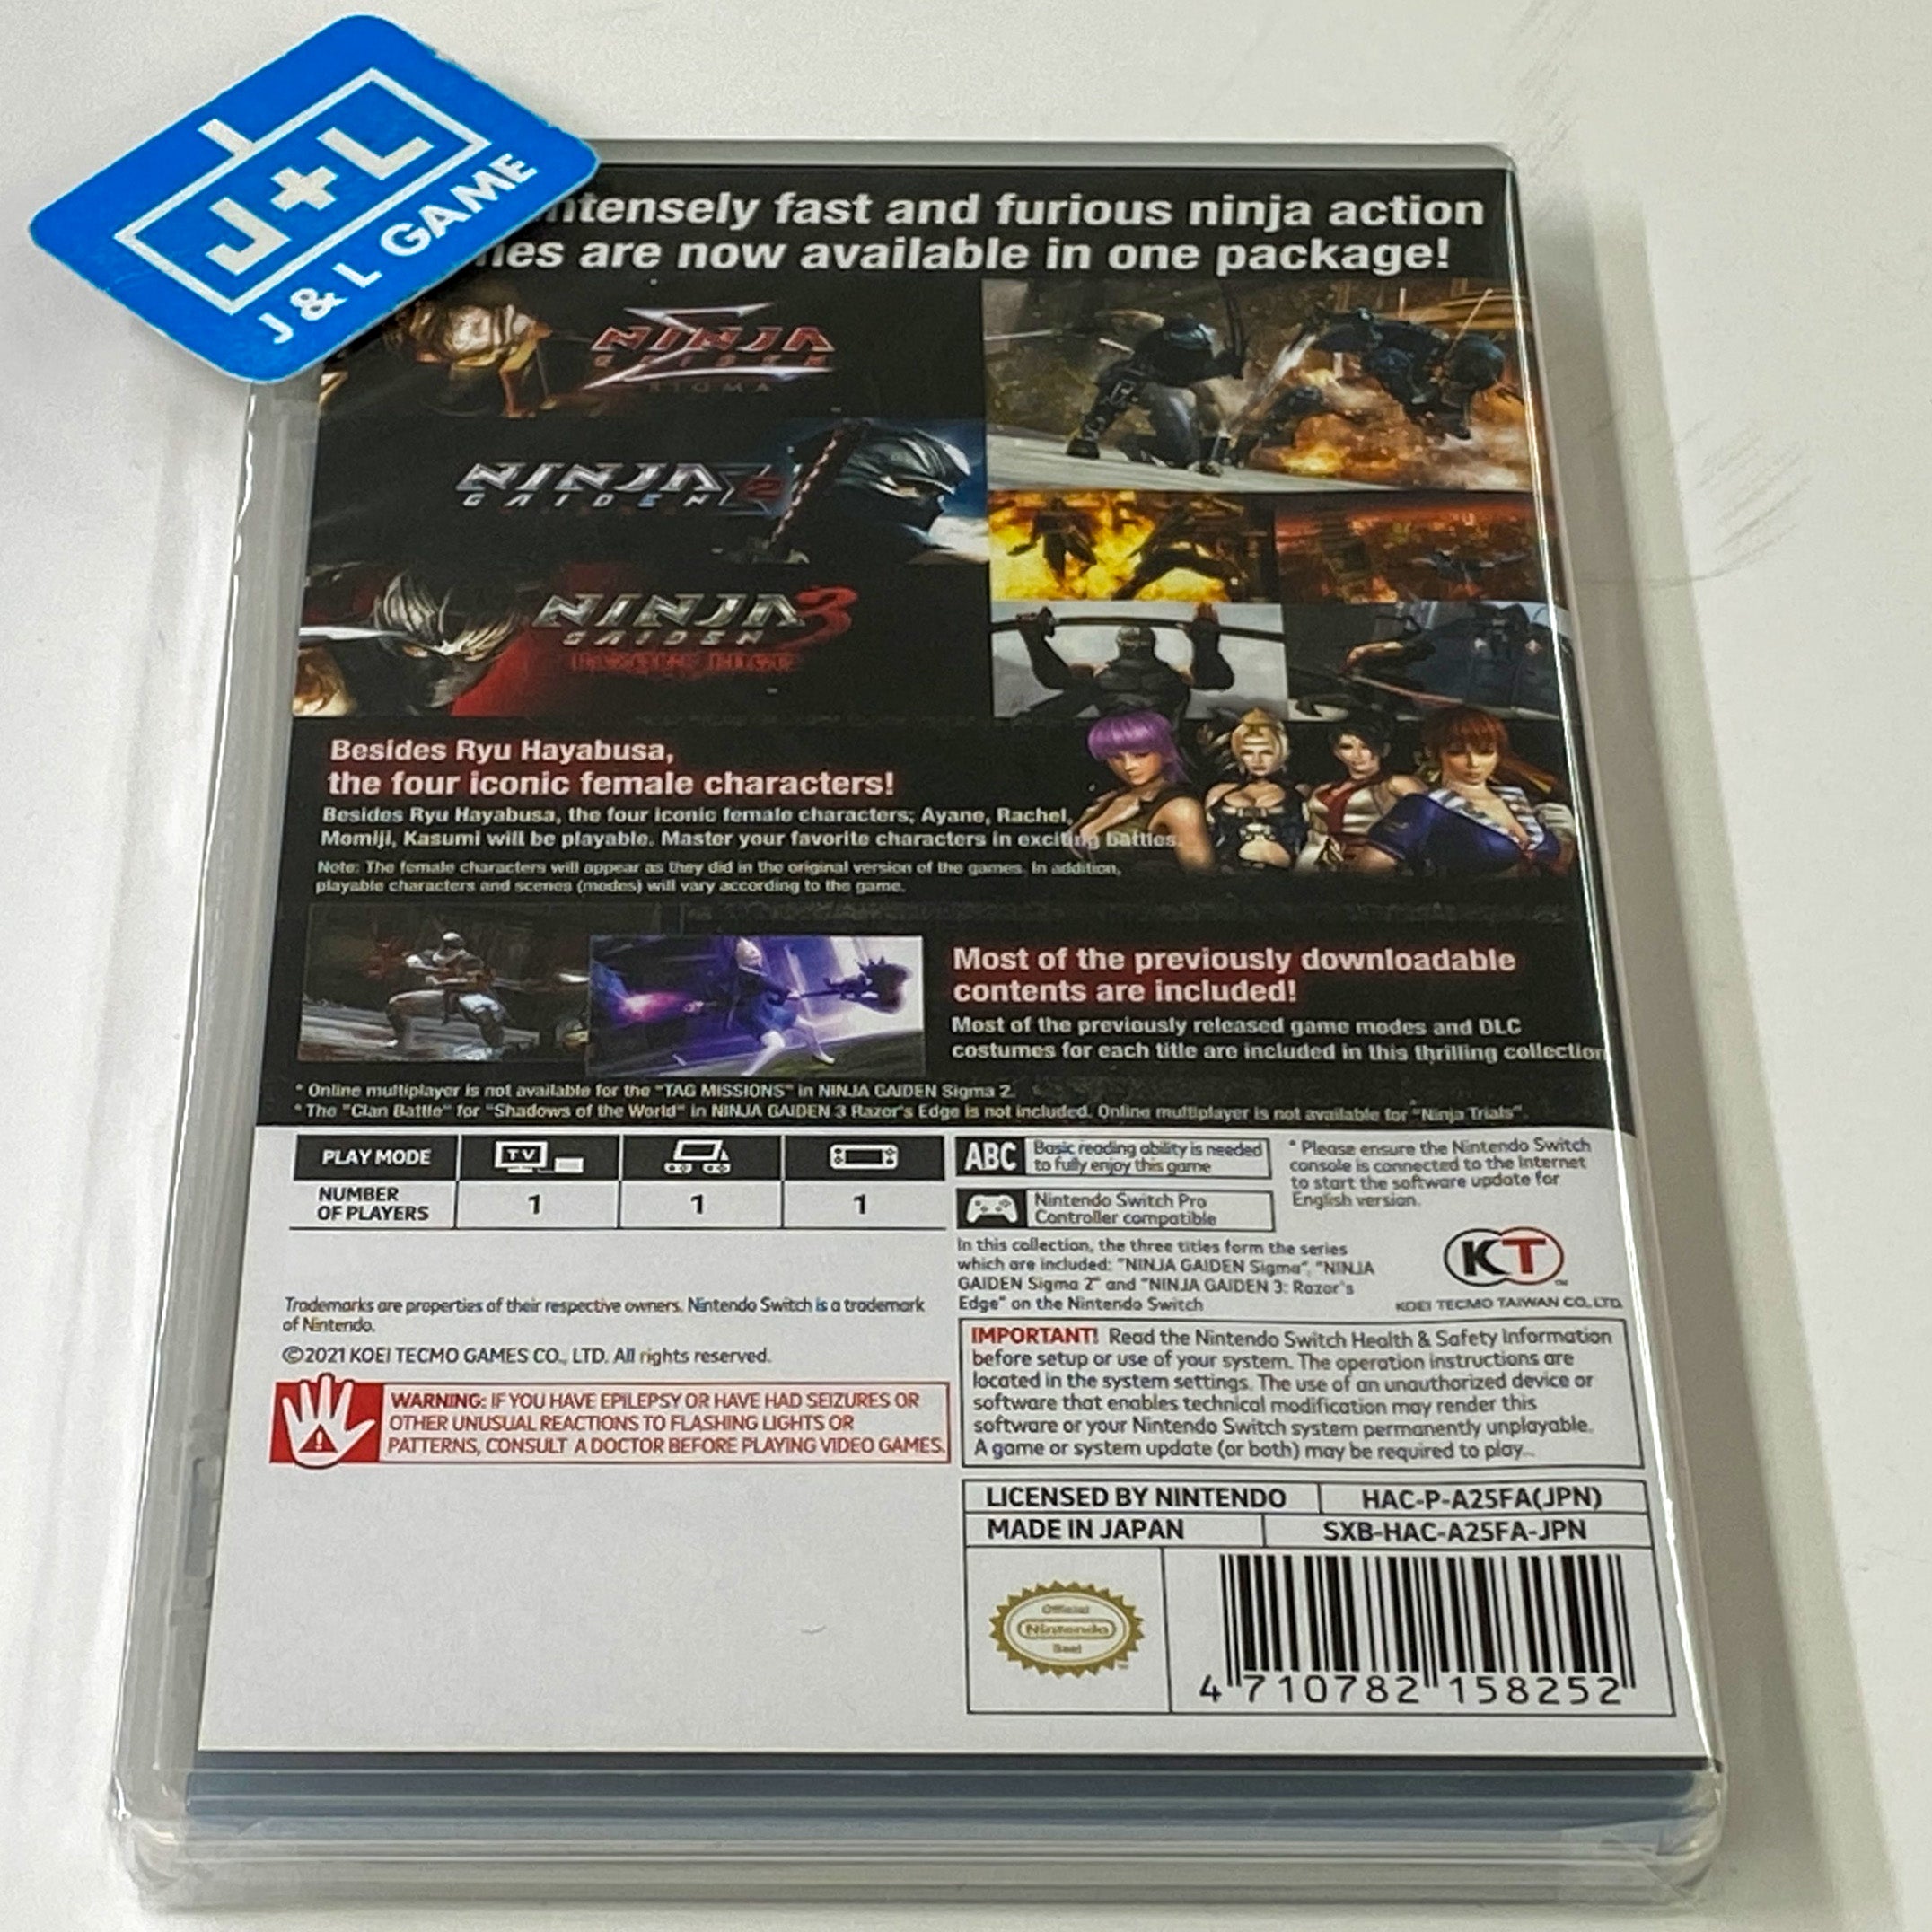 J+L
J & L GAME
ntensely fast and furious ninja action
are now available in one package!
NINJA
GAIDEN
SIGMA
NINJA
GAIDEN 2
NINJA 3
GAIDEN
RAZOR'S EDGE
Besides Ryu Hayabusa,
the four iconic female characters!
Besides Ryu Hayabusa, the four iconic female characters; Ayane, Rachel,
Momiji, Kasumi will be playable. Master your favorite characters in exciting battles.
Note: The female characters will appear as they did in the original version of the games. In addition,
playable characters and scenes (modes) will vary according to the game.
Most of the previously downloadable
contents are included!
Most of the previously released game modes and DLC
costumes for each title are included in this thrilling collection
* Online multiplayer is not available for the "TAG MISSIONS" in NINJA GAIDEN Sigma 2.
* The "Clan Battle" for "Shadows of the World" in NINJA GAIDEN 3 Razor's Edge is not included. Online multiplayer is not available for "Ninja Trials".
PLAY MODE
TV
NUMBER
OF PLAYERS
1
1
1
ABC
Basic reading ability is needed
to fully enjoy this game
Nintendo Switch Pro
Controller compatible
* Please ensure the Nintendo Switch
console is connected to the Internet
to start the software update for
English version.
In this collection, the three titles form the series
which are included: "NINJA GAIDEN Sigma", "NINJA
GAIDEN Sigma 2" and "NINJA GAIDEN 3: Razor's
Edge" on the Nintendo Switch
KT
™
KOEI TECMO TAIWAN CO., LTD.
Trademarks are properties of their respective owners. Nintendo Switch is a trademark
of Nintendo.
©2021 KOEI TECMO GAMES CO., LTD. All rights reserved.
WARNING: IF YOU HAVE EPILEPSY OR HAVE HAD SEIZURES OR
OTHER UNUSUAL REACTIONS TO FLASHING LIGHTS OR
PATTERNS, CONSULT A DOCTOR BEFORE PLAYING VIDEO GAMES.
IMPORTANT! Read the Nintendo Switch Health & Safety Information
before setup or use of your system. The operation instructions are
located in the system settings. The use of an unauthorized device or
software that enables technical modification may render this
software or your Nintendo Switch system permanently unplayable.
A game or system update (or both) may be required to play...
LICENSED BY NINTENDO
HAC-P-A25FA(JPN)
MADE IN JAPAN
SXB-HAC-A25FA-JPN
Official
Nintendo
Seal
™
4 710782 158252